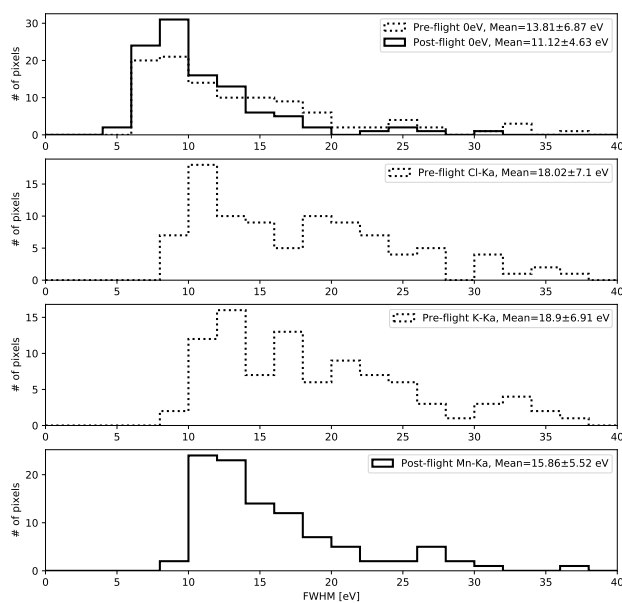 Pre-flight 0eV, Mean=13.81±6.87 eV
Post-flight 0eV, Mean=11.12±4.63 eV
# of pixels
30
20
10
0
0 5 10 15 20 25 30 35 40
Pre-flight Cl-Ka, Mean=18.02±7.1 eV
# of pixels
15
10
5
0
0 5 10 15 20 25 30 35 40
Pre-flight K-Ka, Mean=18.9±6.91 eV
# of pixels
15
10
5
0
0 5 10 15 20 25 30 35 40
Post-flight Mn-Ka, Mean=15.86±5.52 eV
# of pixels
20
10
0
0 5 10 15 20 25 30 35 40
FWHM [eV]